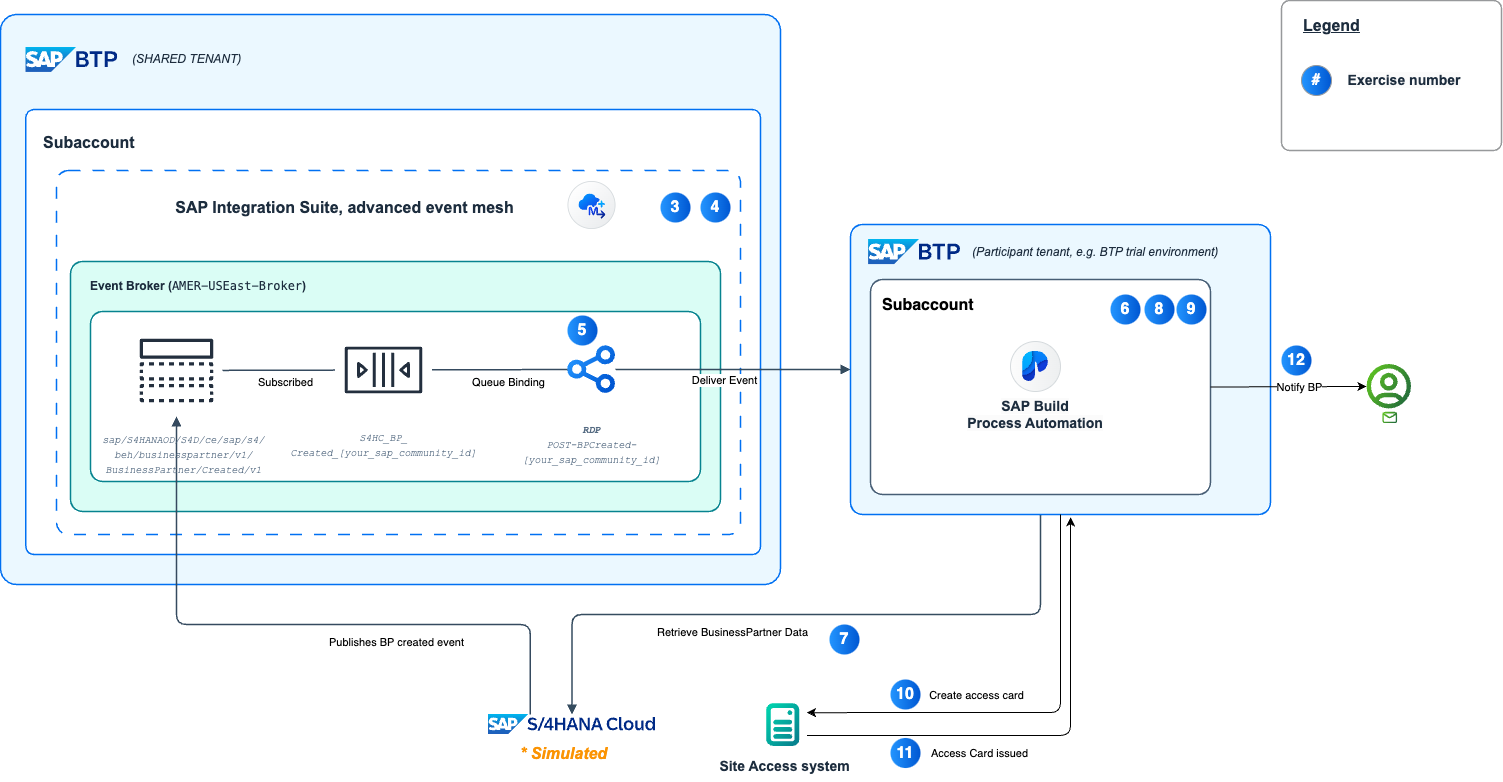 SAP BTP (SHARED TENANT)
Subaccount
SAP Integration Suite, advanced event mesh
M
3
4
Event Broker (AMER-USEast-Broker)
5
Subscribed
Queue Binding
Deliver Event
sap/S4HANAOD/S4D/ce/sap/s4/
beh/businesspartner/v1/
BusinessPartner/Created/v1
S4HC_BP_
Created_[your_sap_community_id]
RDP
POST-BPCreated-
[your_sap_community_id]
Legend
# Exercise number
SAP BTP (Participant tenant, e.g. BTP trial environment)
Subaccount
6
8
9
SAP Build
Process Automation
12
Notify BP
Publishes BP created event
Retrieve BusinessPartner Data
7
SAP S/4HANA Cloud
* Simulated
10 Create access card
11 Access Card issued
Site Access system